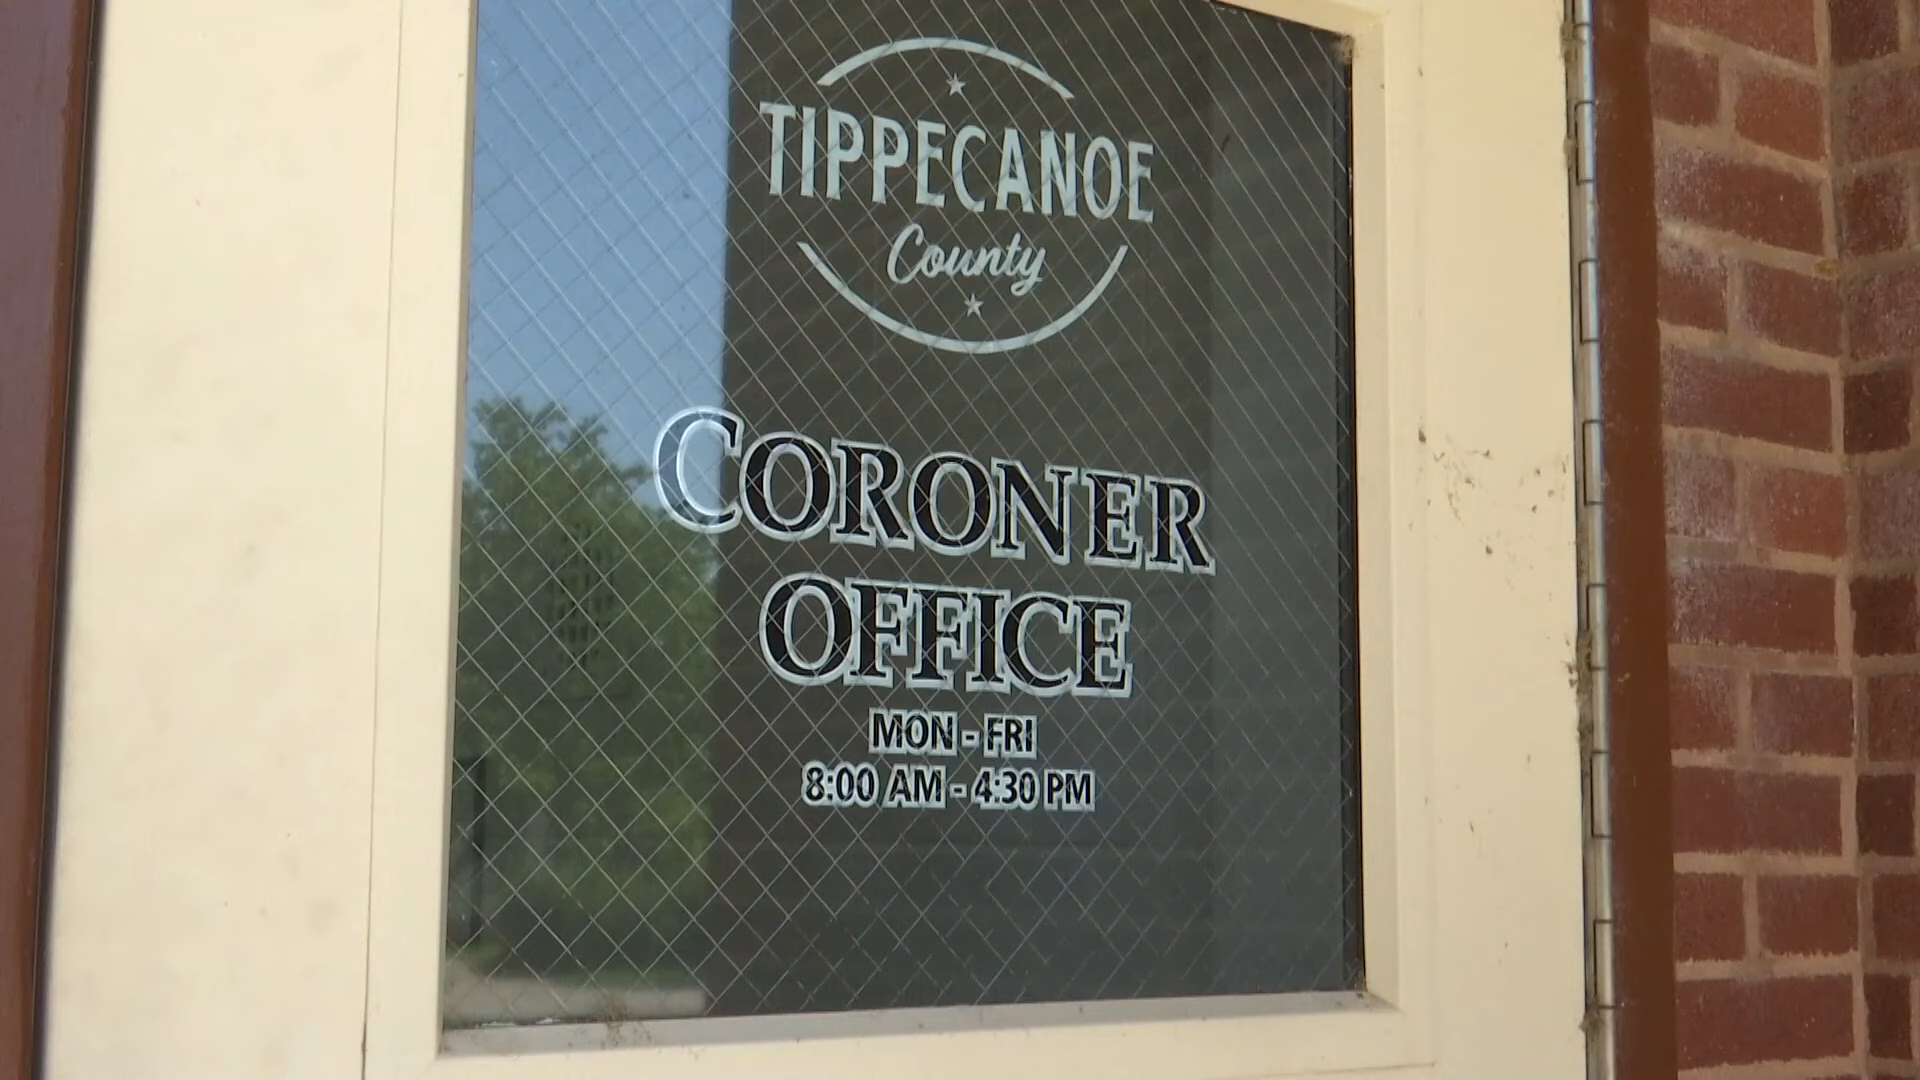 TIPPECANOE
County
CORONER
OFFICE
MON - FRI
8:00 AM - 4:30 PM